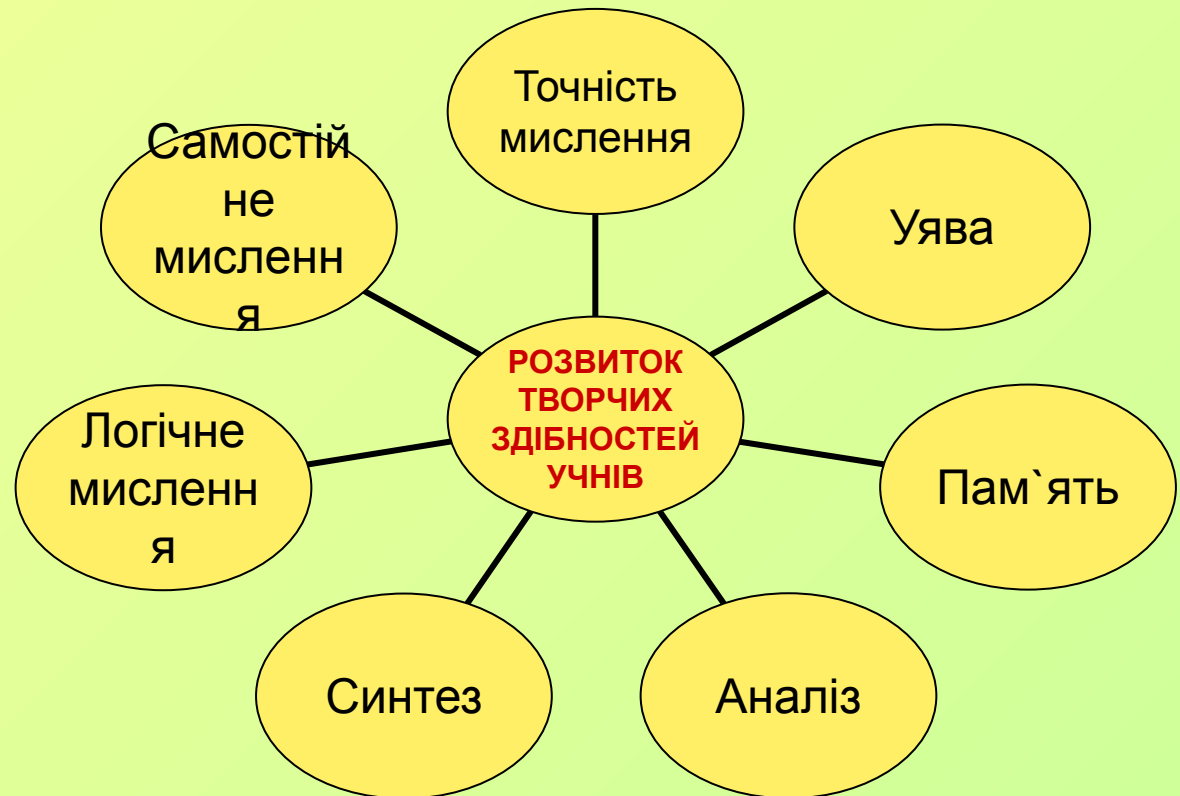 Точність
мислення
Самостій
не
мисленн
я
Уява
РОЗВИТОК
ТВОРЧИХ
ЗДІБНОСТЕЙ
УЧНІВ
Логічне
мисленн
я
Пам`ять
Синтез
Аналіз